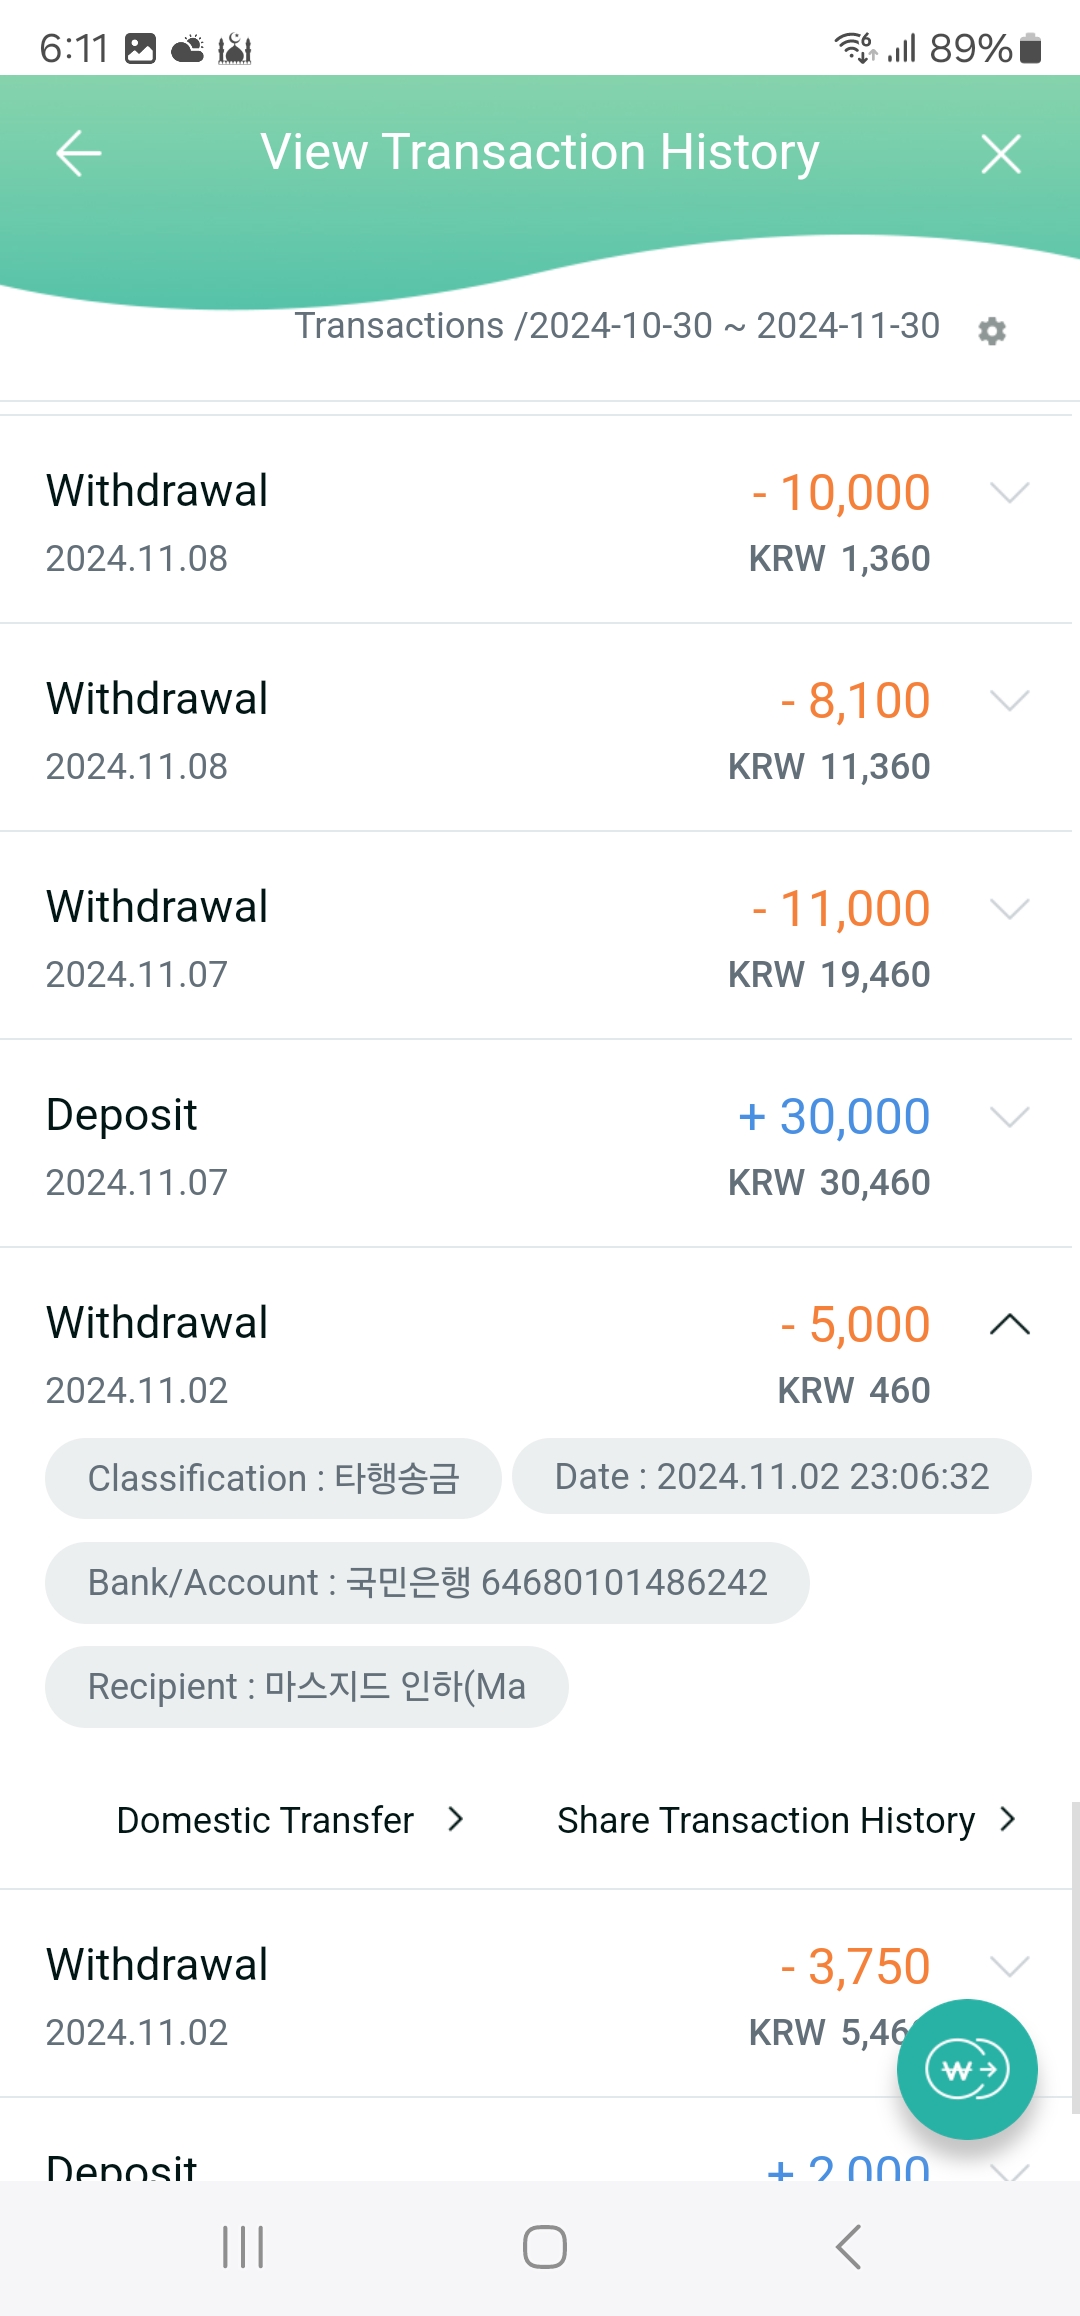 6:11 89%
View Transaction History
Transactions /2024-10-30 ~ 2024-11-30
Withdrawal - 10,000
2024.11.08 KRW 1,360
Withdrawal - 8,100
2024.11.08 KRW 11,360
Withdrawal - 11,000
2024.11.07 KRW 19,460
Deposit + 30,000
2024.11.07 KRW 30,460
Withdrawal - 5,000
2024.11.02 KRW 460
Classification : 타행송금 Date : 2024.11.02 23:06:32
Bank/Account : 국민은행 64680101486242
Recipient : 마스지드 인하(Ma
Domestic Transfer Share Transaction History
Withdrawal - 3,750
2024.11.02 KRW 5,46
Deposit + 2,000